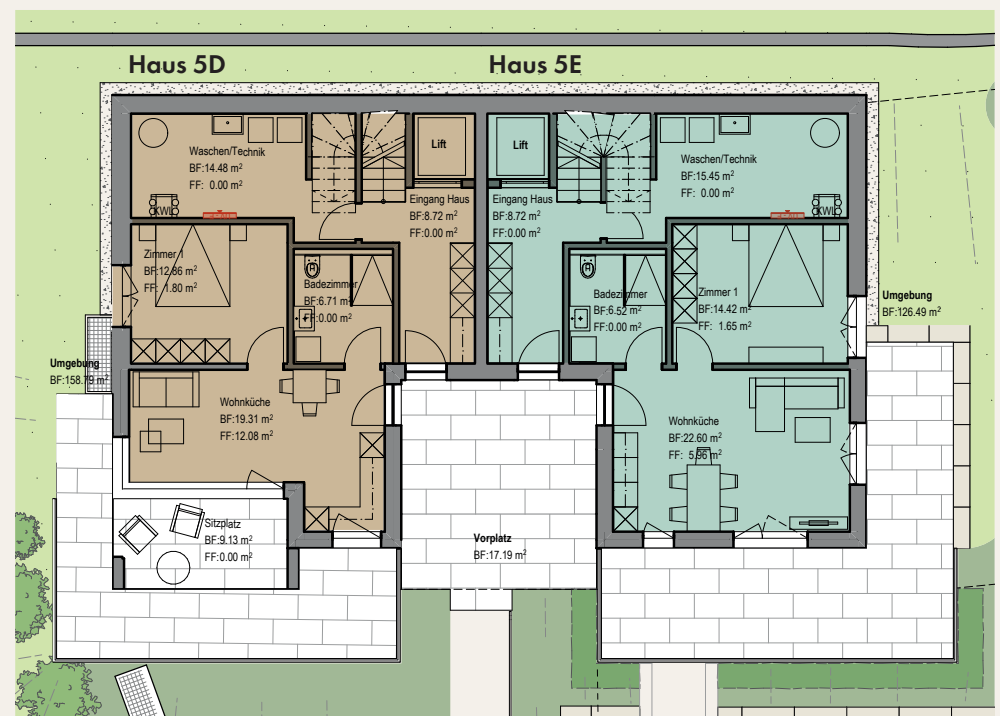 Haus 5D
Haus 5E
Waschen/Technik
BF:14.48 m²
FF: 0.00 m²
KWL
Lift
Eingang Haus
BF:8.72 m²
FF:0.00 m²
Lift
Eingang Haus
BF:8.72 m²
FF:0.00 m²
Waschen/Technik
BF:15.45 m²
FF: 0.00 m²
KWL
Zimmer 1
BF:12.86 m²
FF: 1.80 m²
Badezimmer
BF:6.71 m²
FF:0.00 m²
Badezimmer
BF:6.52 m²
FF:0.00 m²
Zimmer 1
BF:14.42 m²
FF: 1.65 m²
Umgebung
BF:126.49 m²
Umgebung
BF:158.79 m²
Wohnküche
BF:19.31 m²
FF:12.08 m²
Wohnküche
BF:22.60 m²
FF: 5.96 m²
Sitzplatz
BF:9.13 m²
FF:0.00 m²
Vorplatz
BF:17.19 m²